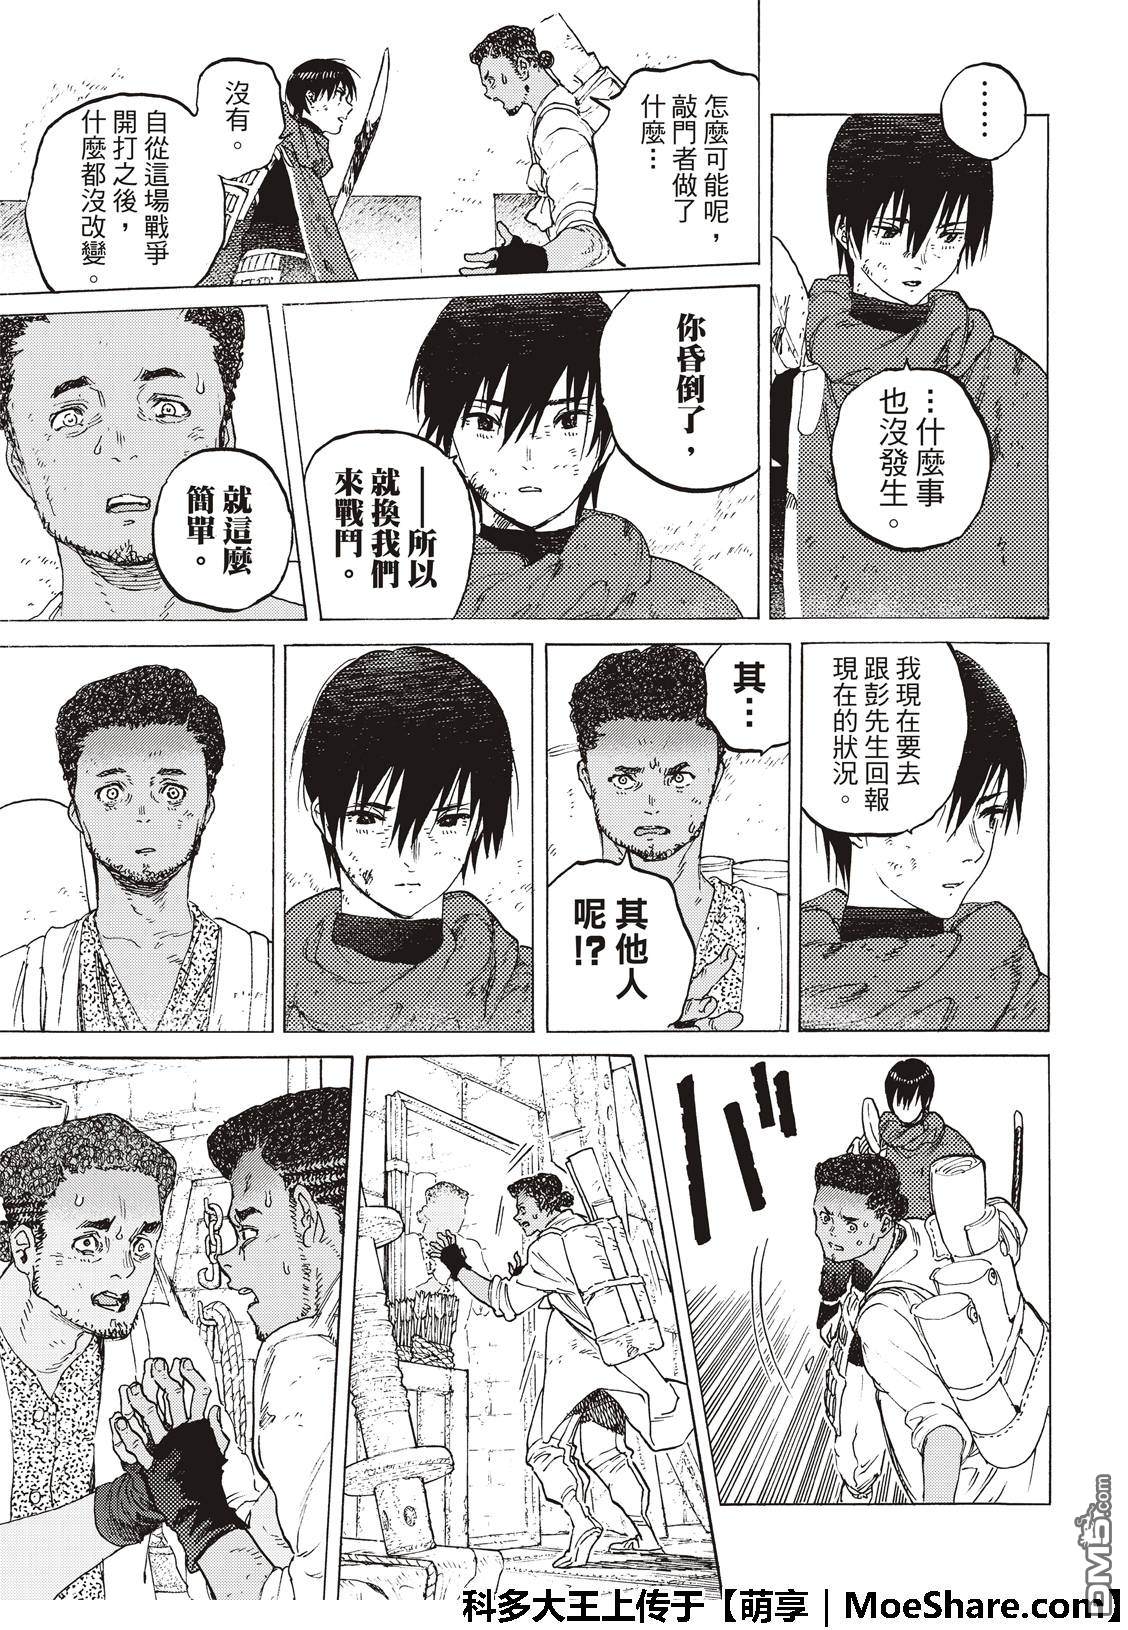 ……
…什麼事
也沒發生。
怎麼可能呢，
敲門者做了
什麼…
沒有。
自從這場戰爭
開打之後，
什麼都沒改變。
你昏倒了，
——所以
就換我們
來戰鬥。
就這麼
簡單。
我現在要去
跟彭先生回報
現在的狀況。
其…
其他人
呢!?
バッ
科多大王上传于【萌享｜MoeShare.com】
DM5.com